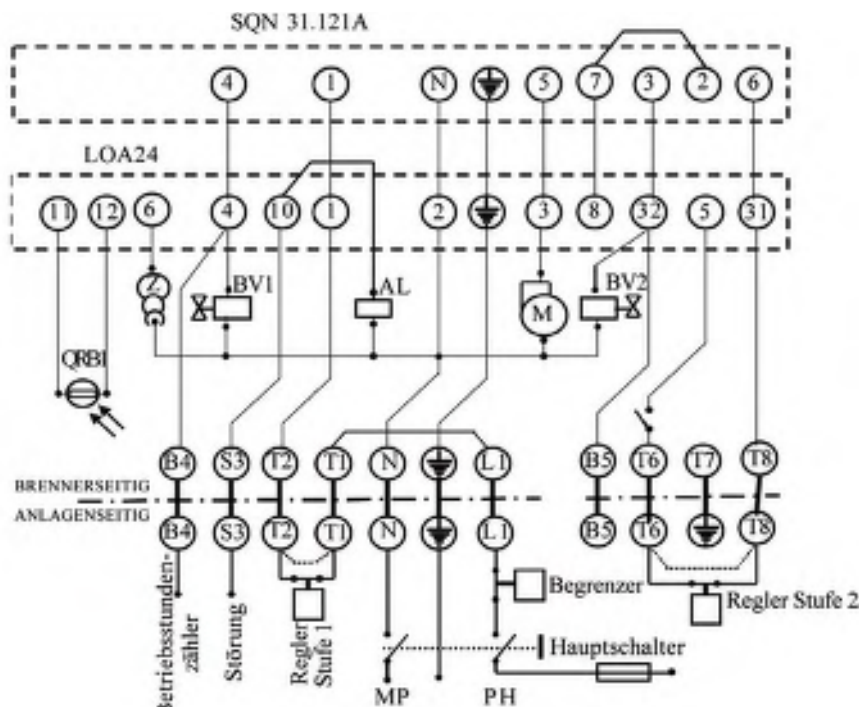 SQN 31.121A
4 1 N 5 7 3 2 6
LOA24
11 12 6 4 10 1 2 3 8 32 5 31
Z BV1 AL M BV2
QRB1
B4 S3 T2 T1 N L1 B5 T6 T7 T8
BRENNERSEITIG
ANLAGENSEITIG
B4 S3 T2 T1 N L1 B5 T6 T8
Betriebsstunden-
zähler
Störung
Regler
Stufe 1
Begrenzer
Regler Stufe 2
Hauptschalter
MP PH